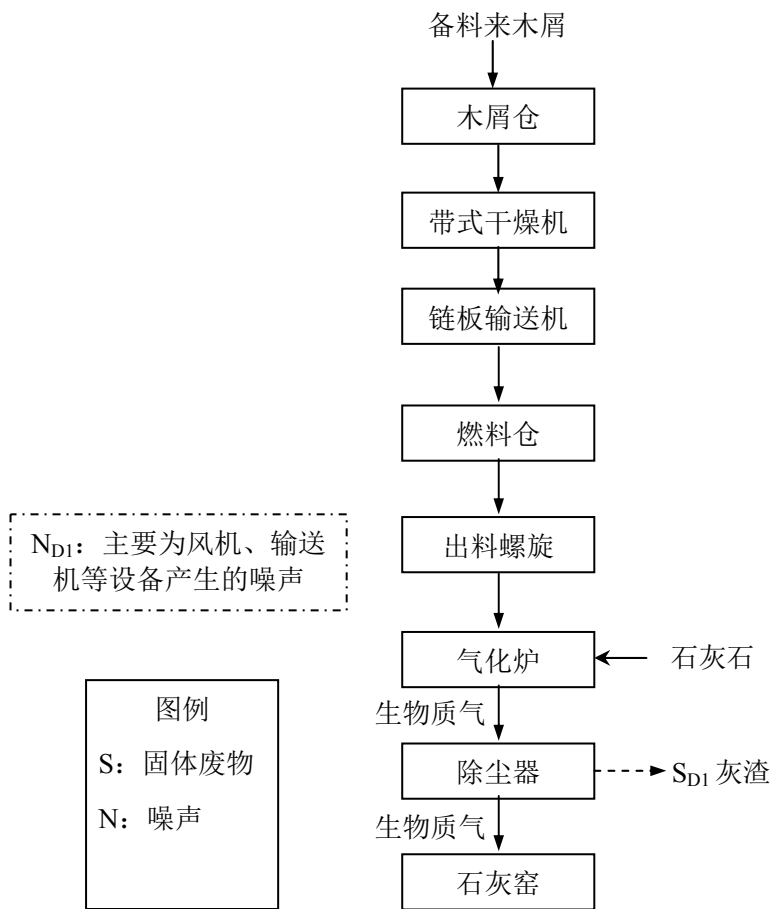 备料来木屑
木屑仓
带式干燥机
链板输送机
燃料仓
N_D1：主要为风机、输送
机等设备产生的噪声
出料螺旋
气化炉
石灰石
生物质气
除尘器
S_D1 灰渣
生物质气
石灰窑
图例
S：固体废物
N：噪声